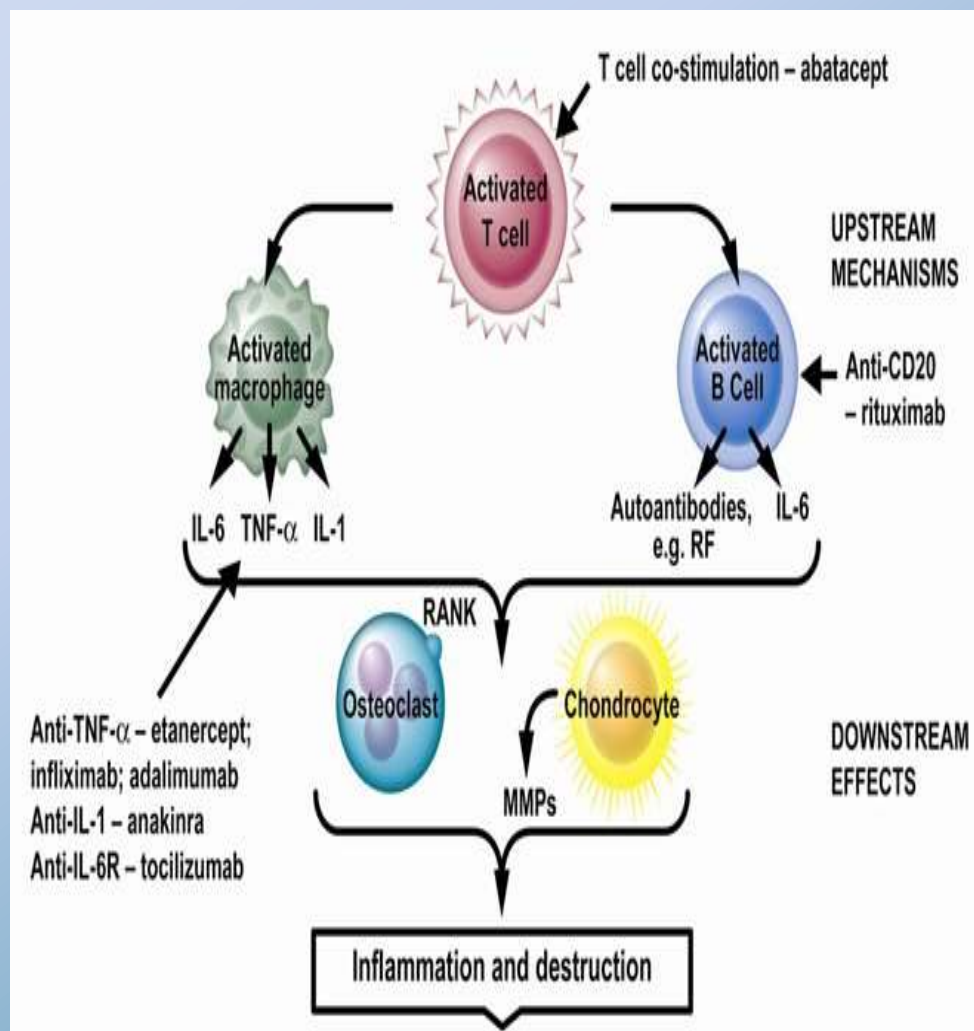 T cell co-stimulation – abatacept
Activated
T cell
UPSTREAM
MECHANISMS
Activated
macrophage
Activated
B Cell
Anti-CD20
– rituximab
IL-6 TNF-α IL-1
Autoantibodies, IL-6
e.g. RF
RANK
Osteoclast
Chondrocyte
Anti-TNF-α – etanercept;
infliximab; adalimumab
Anti-IL-1 – anakinra
Anti-IL-6R – tocilizumab
MMPs
DOWNSTREAM
EFFECTS
Inflammation and destruction